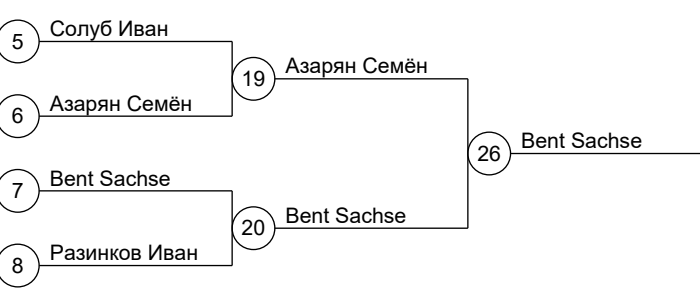 5 Солуб Иван
19 Азарян Семён
6 Азарян Семён
26 Bent Sachse
7 Bent Sachse
20 Bent Sachse
8 Разинков Иван